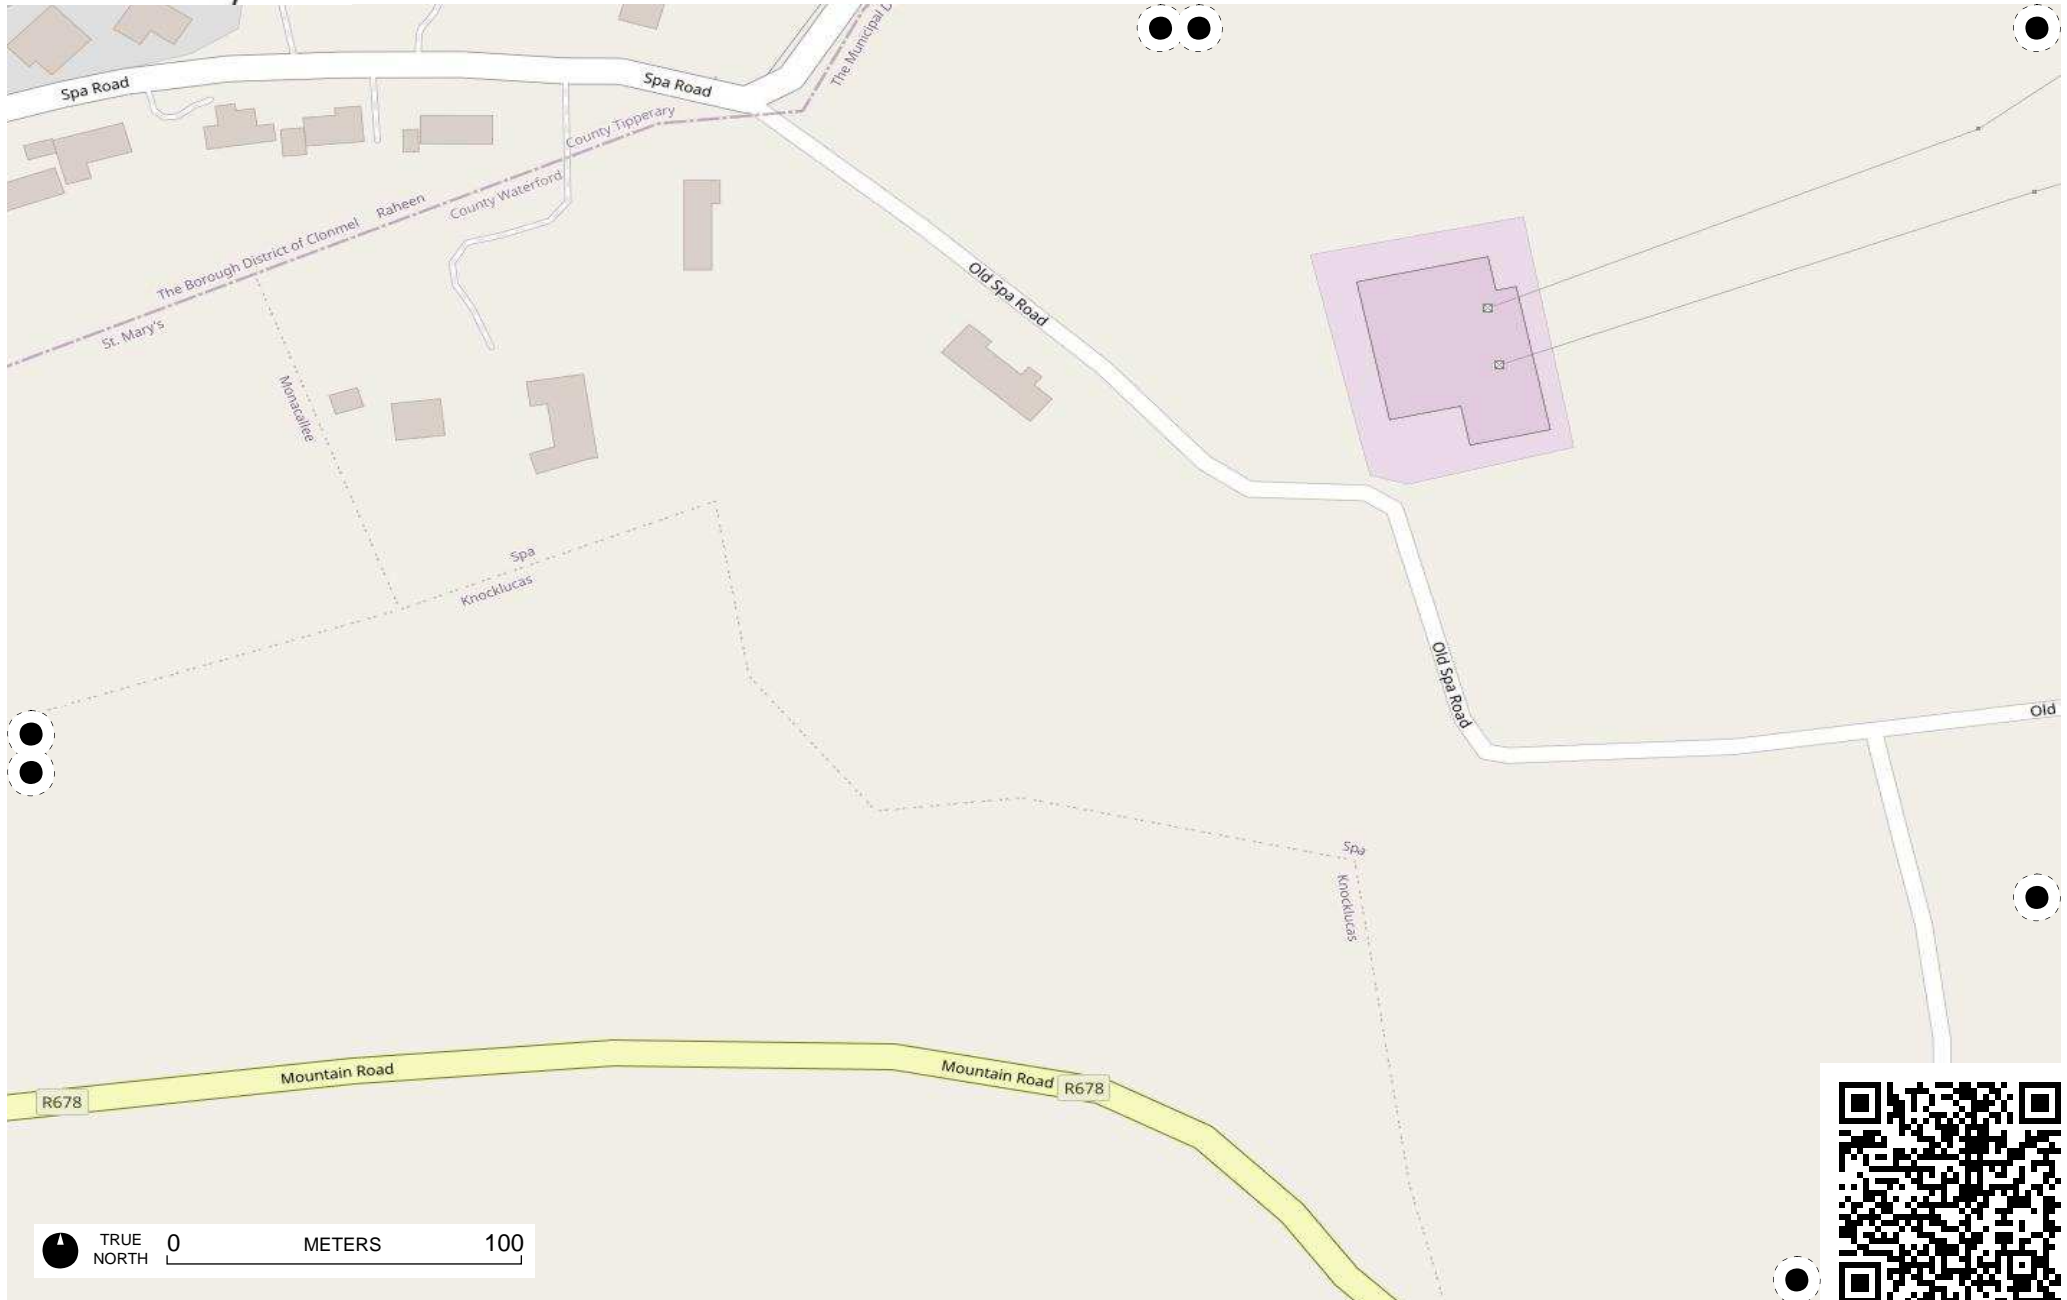 Spa Road
Spa Road
The Municipal D
County Tipperary
County Waterford
Raheen
The Borough District of Clonmel
St. Mary's
Old Spa Road
Monacallee
Spa
Knocklucas
Old Spa Road
Old
Spa
Knocklucas
Mountain Road
Mountain Road
R678
R678
TRUE NORTH
0 METERS 100